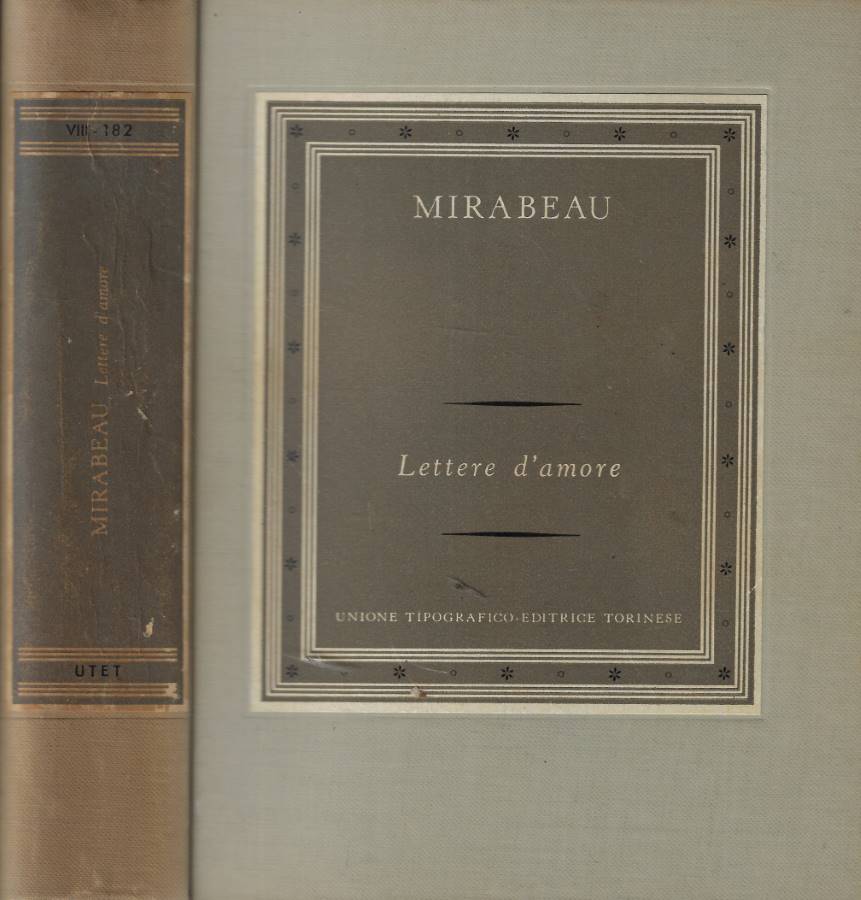 VIII-182
MIRABEAU Lettere d'amore
UTET
MIRABEAU
Lettere d'amore
UNIONE TIPOGRAFICO-EDITRICE TORINESE